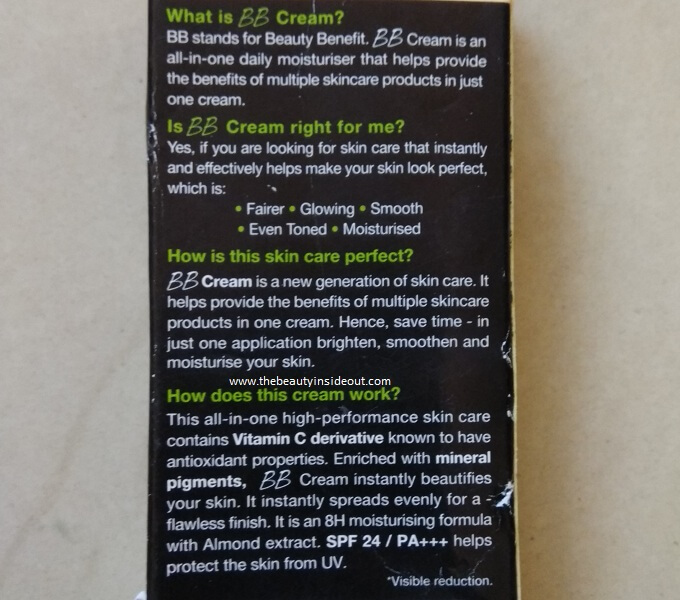 What is BB Cream?
BB stands for Beauty Benefit. BB Cream is an
all-in-one daily moisturiser that helps provide
the benefits of multiple skincare products in just
one cream.
Is BB Cream right for me?
Yes, if you are looking for skin care that instantly
and effectively helps make your skin look perfect,
which is:
• Fairer • Glowing • Smooth
• Even Toned • Moisturised
How is this skin care perfect?
BB Cream is a new generation of skin care. It
helps provide the benefits of multiple skincare
products in one cream. Hence, save time - in
just one application brighten, smoothen and
moisturise your skin.
www.thebeautyinsideout.com
How does this cream work?
This all-in-one high-performance skin care
contains Vitamin C derivative known to have
antioxidant properties. Enriched with mineral
pigments, BB Cream instantly beautifies
your skin. It instantly spreads evenly for a -
flawless finish. It is an 8H moisturising formula
with Almond extract. SPF 24 / PA+++ helps
protect the skin from UV.
*Visible reduction.